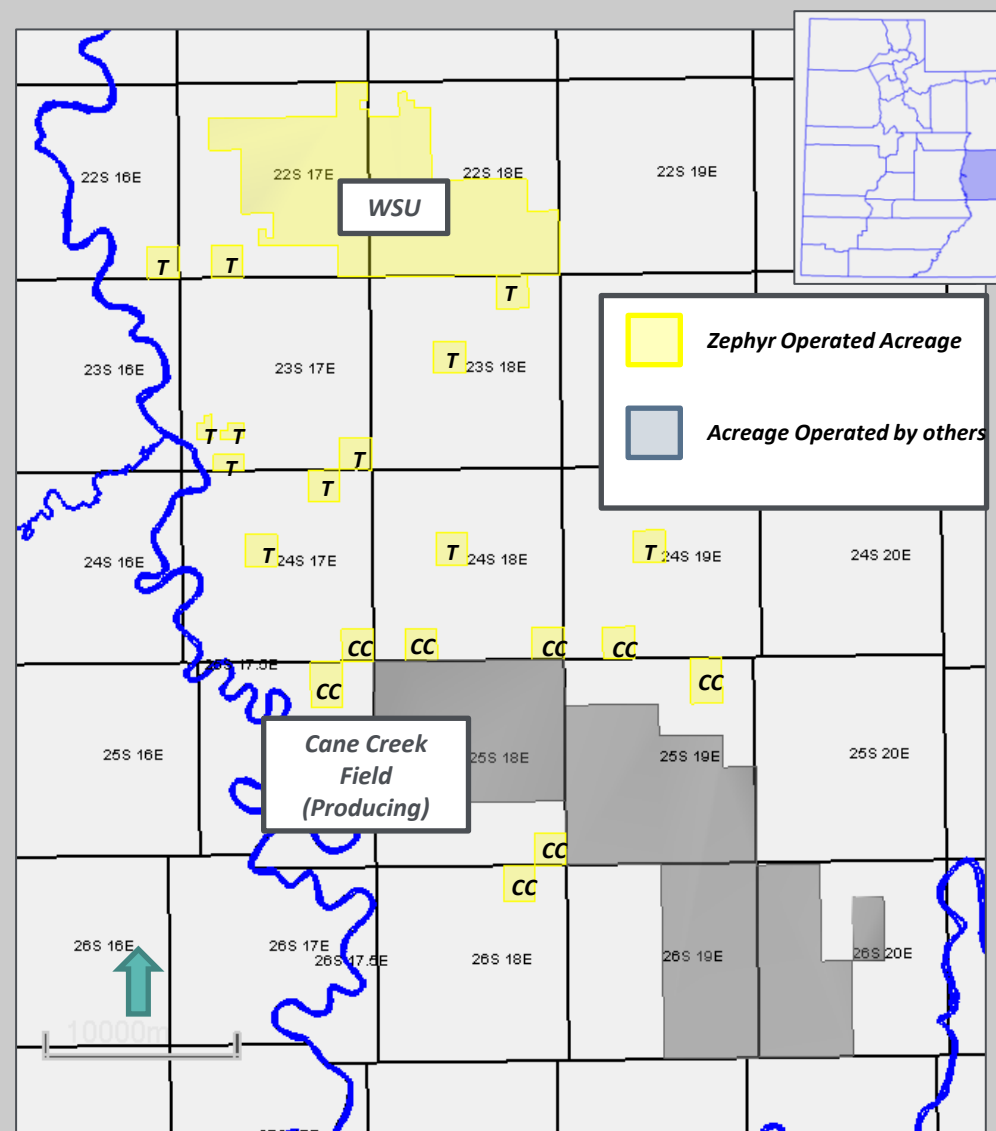 22S 16E
22S 17E
22S 18E
22S 19E
WSU
T
T
T
Zephyr Operated Acreage
Acreage Operated by others
23S 16E
23S 17E
T
23S 18E
T
T
T
T
T
24S 16E
T
24S 17E
T
24S 18E
T
24S 19E
24S 20E
CC
CC
CC
CC
CC
CC
25S 16E
Cane Creek
Field
(Producing)
25S 18E
25S 19E
25S 20E
CC
CC
26S 16E
26S 17E
26S 17.5E
26S 18E
26S 19E
26S 20E
10000m